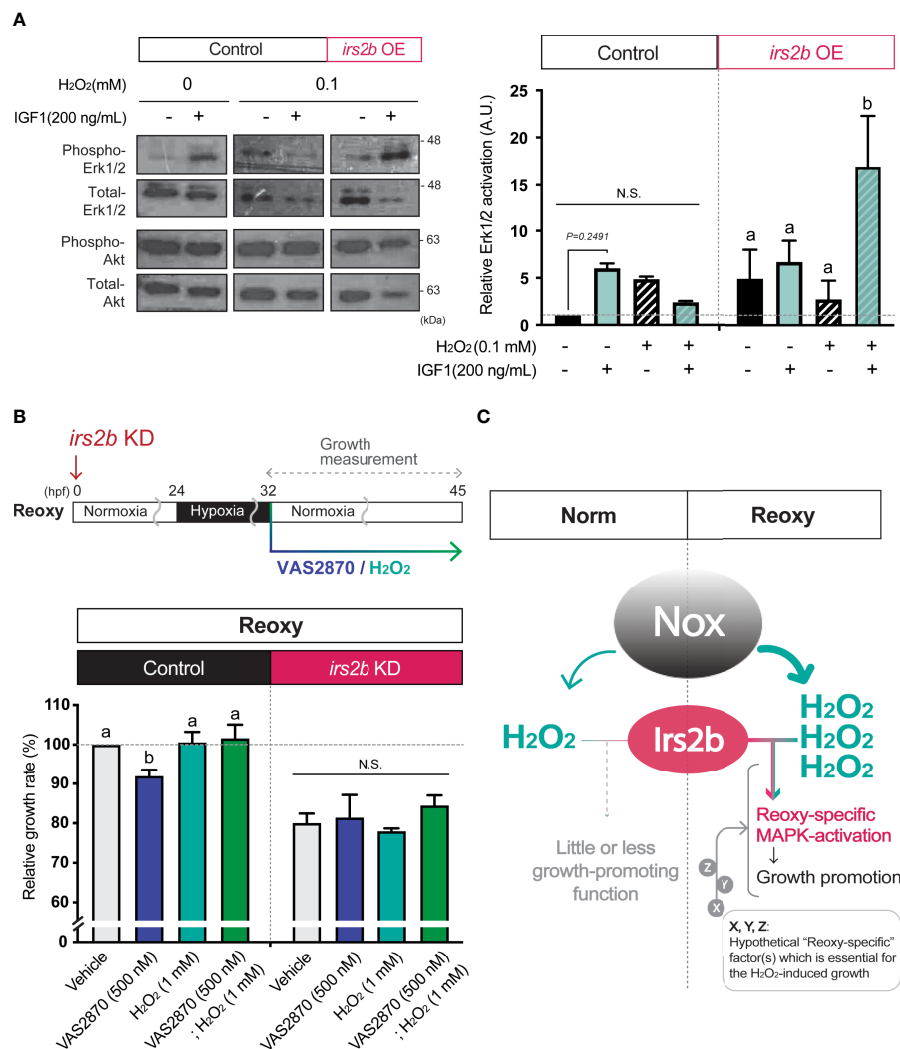 A
Control irs2b OE
H2O2(mM) 0 0.1
IGF1(200 ng/mL) - + - + - +
Phospho-
Erk1/2
48
Total-
Erk1/2
48
Phospho-
Akt
63
Total-
Akt
63
(kDa)
Control irs2b OE
Relative Erk1/2 activation (A.U.)
25
20
15
10
5
0
N.S.
P=0.2491
a a a b
H2O2(0.1 mM) - - + + - - + +
IGF1(200 ng/mL) - + - + - + - +
B
irs2b KD
Growth
measurement
(hpf) 0 24 32 45
Reoxy Normoxia Hypoxia Normoxia
VAS2870 / H2O2
Reoxy
Control irs2b KD
Relative growth rate (%)
110
100
90
80
70
60
0
a b a a
N.S.
Vehicle
VAS2870 (500 nM)
H2O2 (1 mM)
VAS2870 (500 nM)
; H2O2 (1 mM)
Vehicle
VAS2870 (500 nM)
H2O2 (1 mM)
VAS2870 (500 nM)
; H2O2 (1 mM)
C
Norm Reoxy
Nox
H2O2
Irs2b
H2O2
H2O2
H2O2
Little or less
growth-promoting
function
Reoxy-specific
MAPK-activation
Growth promotion
Z
Y
X
X, Y, Z:
Hypothetical “Reoxy-specific”
factor(s) which is essential for
the H2O2-induced growth